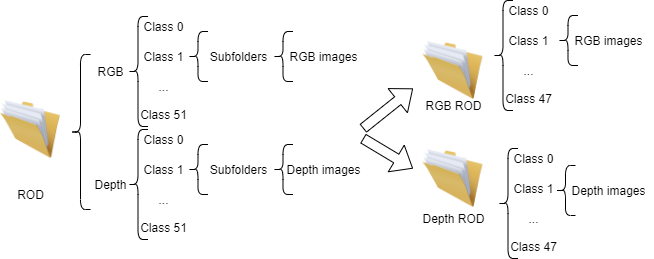 ROD
RGB
Class 0
Class 1
Subfolders
RGB images
...
Class 51
Depth
Class 0
Class 1
Subfolders
Depth images
...
Class 51
RGB ROD
Class 0
Class 1
RGB images
...
Class 47
Depth ROD
Class 0
Class 1
Depth images
...
Class 47